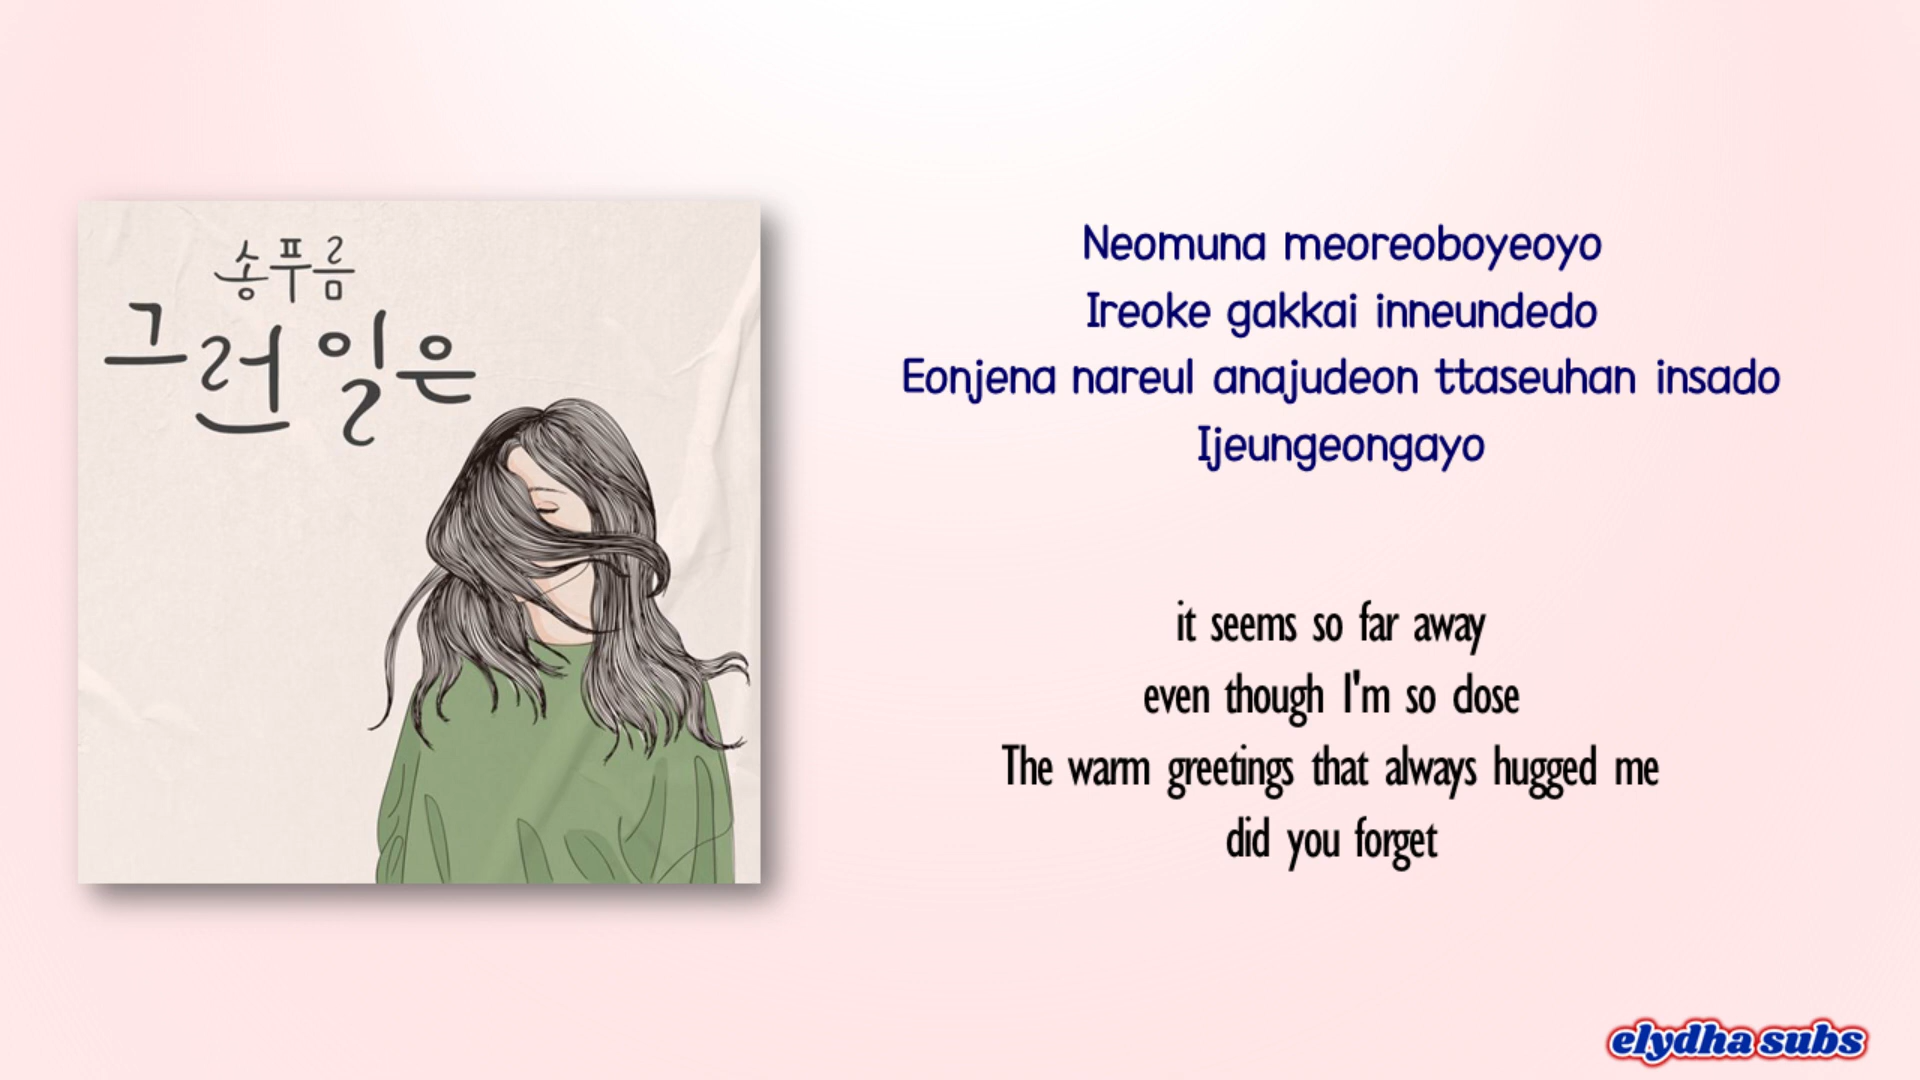 송푸름
그런 일은
Neomuna meoreoboyeoyo
Ireoke gakkai inneundedo
Eonjena nareul anajudeon ttaseuhan insado
Ijeungeongayo
it seems so far away
even though I'm so close
The warm greetings that always hugged me
did you forget
elydha subs